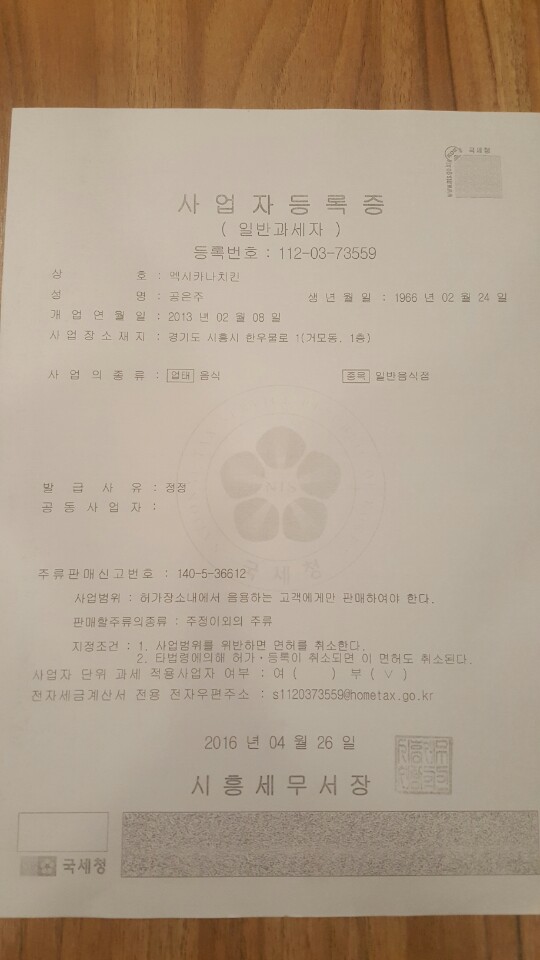 사업자등록증
( 일반과세자 )
등록번호 : 112-03-73559
상 호 : 멕시카나치킨
성 명 : 공은주 생년월일 : 1966 년 02 월 24 일
개업연월일 : 2013 년 02 월 08 일
사업장소재지 : 경기도 시흥시 한우물로 1(거모동, 1층)
사업의종류 : 업태 음식 종목 일반음식점
발급사유 : 정정
공동사업자 :
주류판매신고번호 : 140-5-36612
사업범위 : 허가장소내에서 음용하는 고객에게만 판매하여야 한다.
판매할주류의종류 : 주정이외의 주류
지정조건 : 1. 사업범위를 위반하면 면허를 취소한다.
2. 타법령에의해 허가·등록이 취소되면 이 면허도 취소된다.
사업자 단위 과세 적용사업자 여부 : 여 ( ) 부 ( V )
전자세금계산서 전용 전자우편주소 : s1120373559@hometax.go.kr
2016 년 04 월 26 일
시흥세무서장
국세청